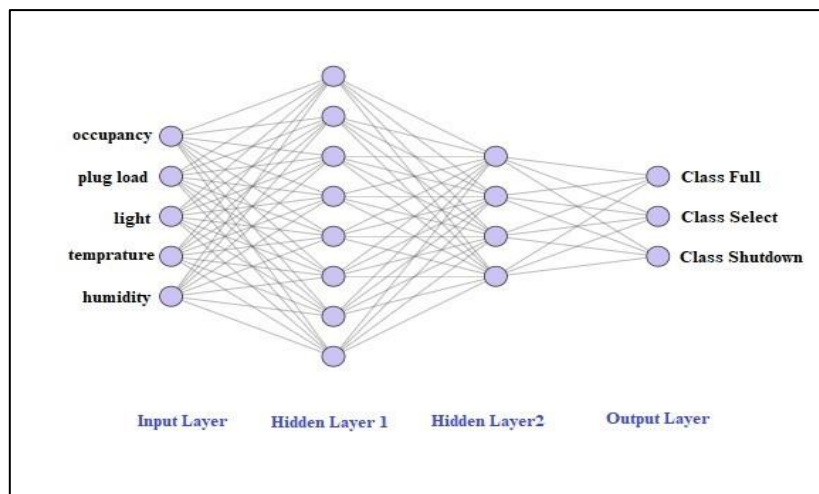 occupancy
plug load
light
temprature
humidity
Class Full
Class Select
Class Shutdown
Input Layer
Hidden Layer 1
Hidden Layer2
Output Layer